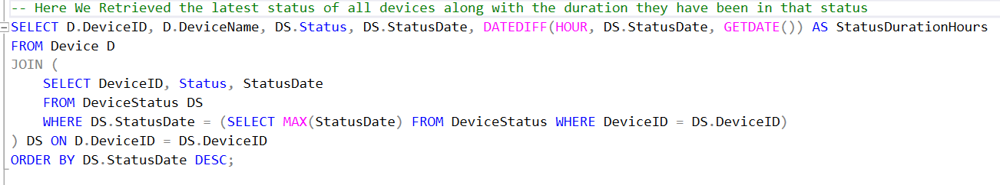 -- Here We Retrieved the latest status of all devices along with the duration they have been in that status
SELECT D.DeviceID, D.DeviceName, DS.Status, DS.StatusDate, DATEDIFF(HOUR, DS.StatusDate, GETDATE()) AS StatusDurationHours
FROM Device D
JOIN (
    SELECT DeviceID, Status, StatusDate
    FROM DeviceStatus DS
    WHERE DS.StatusDate = (SELECT MAX(StatusDate) FROM DeviceStatus WHERE DeviceID = DS.DeviceID)
) DS ON D.DeviceID = DS.DeviceID
ORDER BY DS.StatusDate DESC;